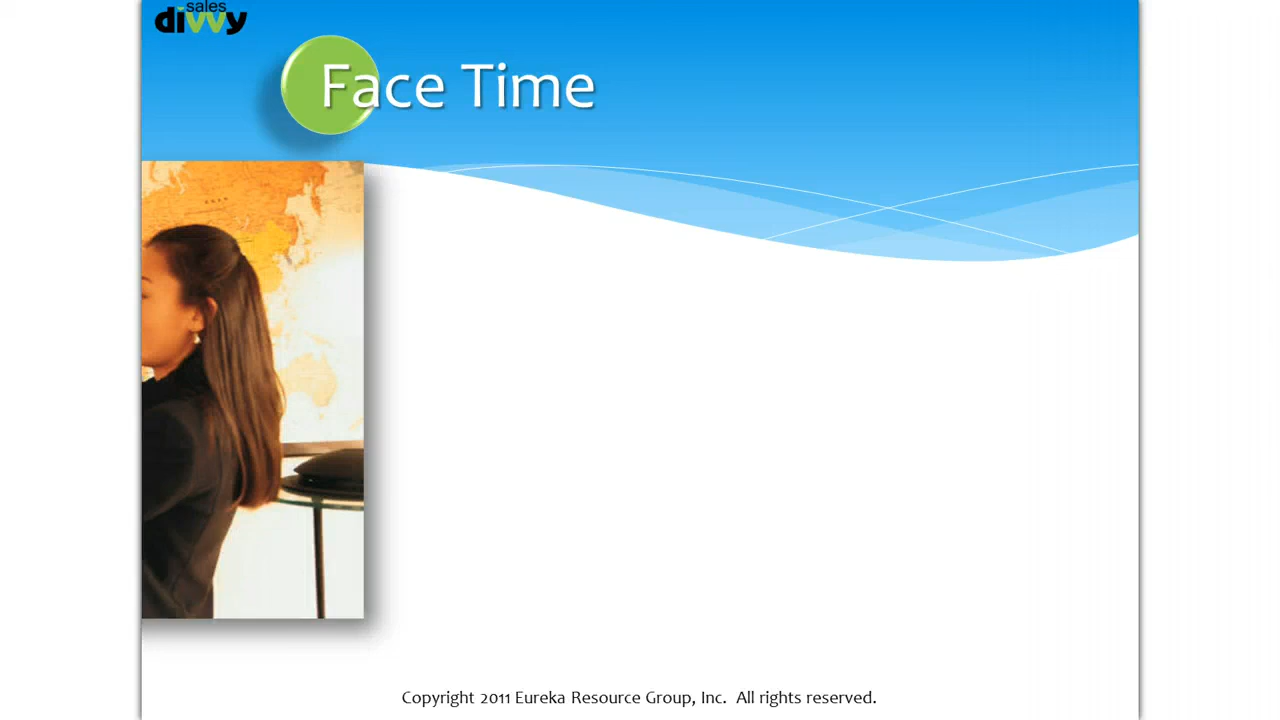 sales
divvy
Face Time
Copyright 2011 Eureka Resource Group, Inc. All rights reserved.